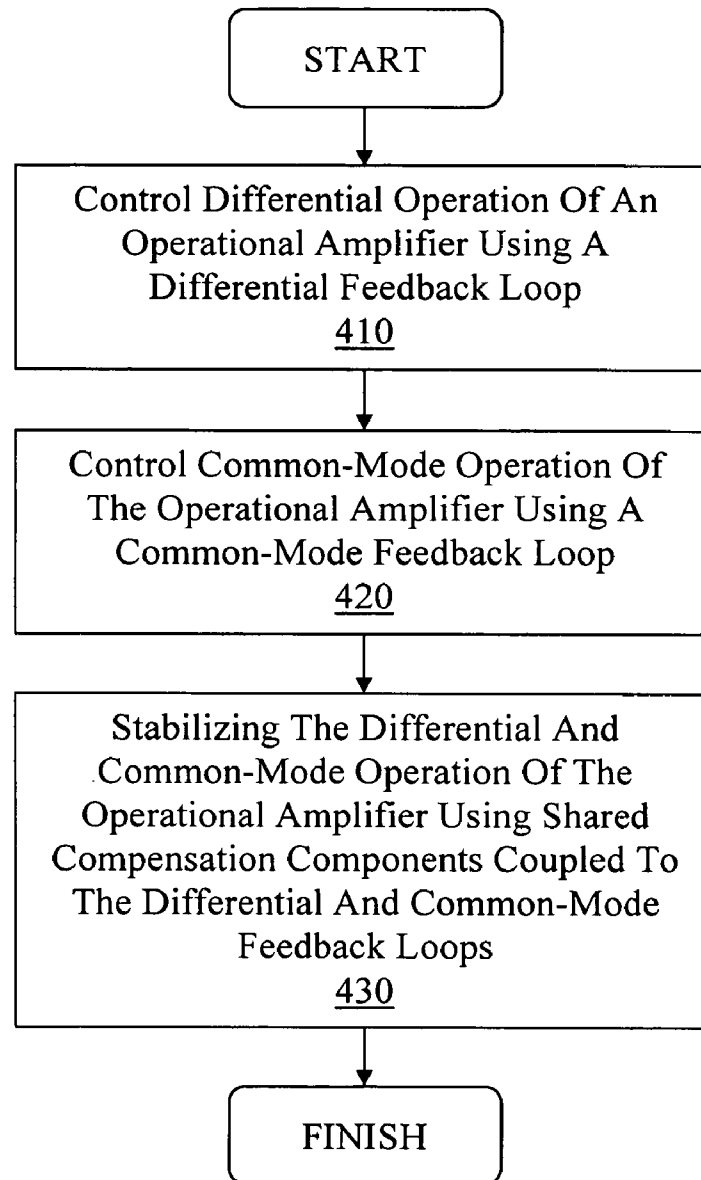 START
Control Differential Operation Of An
Operational Amplifier Using A
Differential Feedback Loop
410
Control Common-Mode Operation Of
The Operational Amplifier Using A
Common-Mode Feedback Loop
420
Stabilizing The Differential And
Common-Mode Operation Of The
Operational Amplifier Using Shared
Compensation Components Coupled To
The Differential And Common-Mode
Feedback Loops
430
FINISH